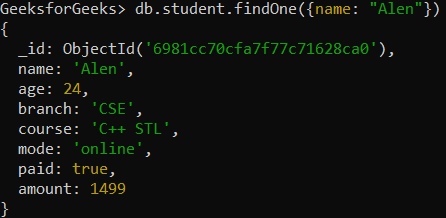 GeeksforGeeks> db.student.findOne({name: "Alen"})
{
  _id: ObjectId('6981cc70cfa7f77c71628ca0'),
  name: 'Alen',
  age: 24,
  branch: 'CSE',
  course: 'C++ STL',
  mode: 'online',
  paid: true,
  amount: 1499
}